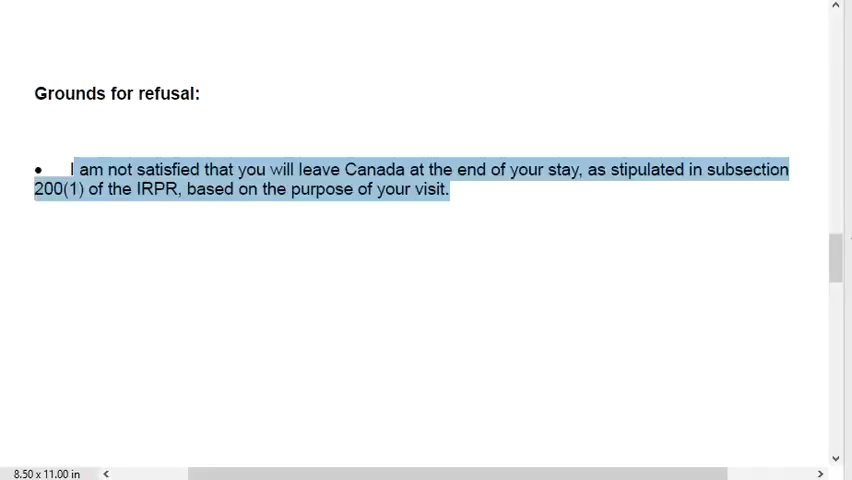 Grounds for refusal:
• I am not satisfied that you will leave Canada at the end of your stay, as stipulated in subsection
200(1) of the IRPR, based on the purpose of your visit.
8.50 x 11.00 in